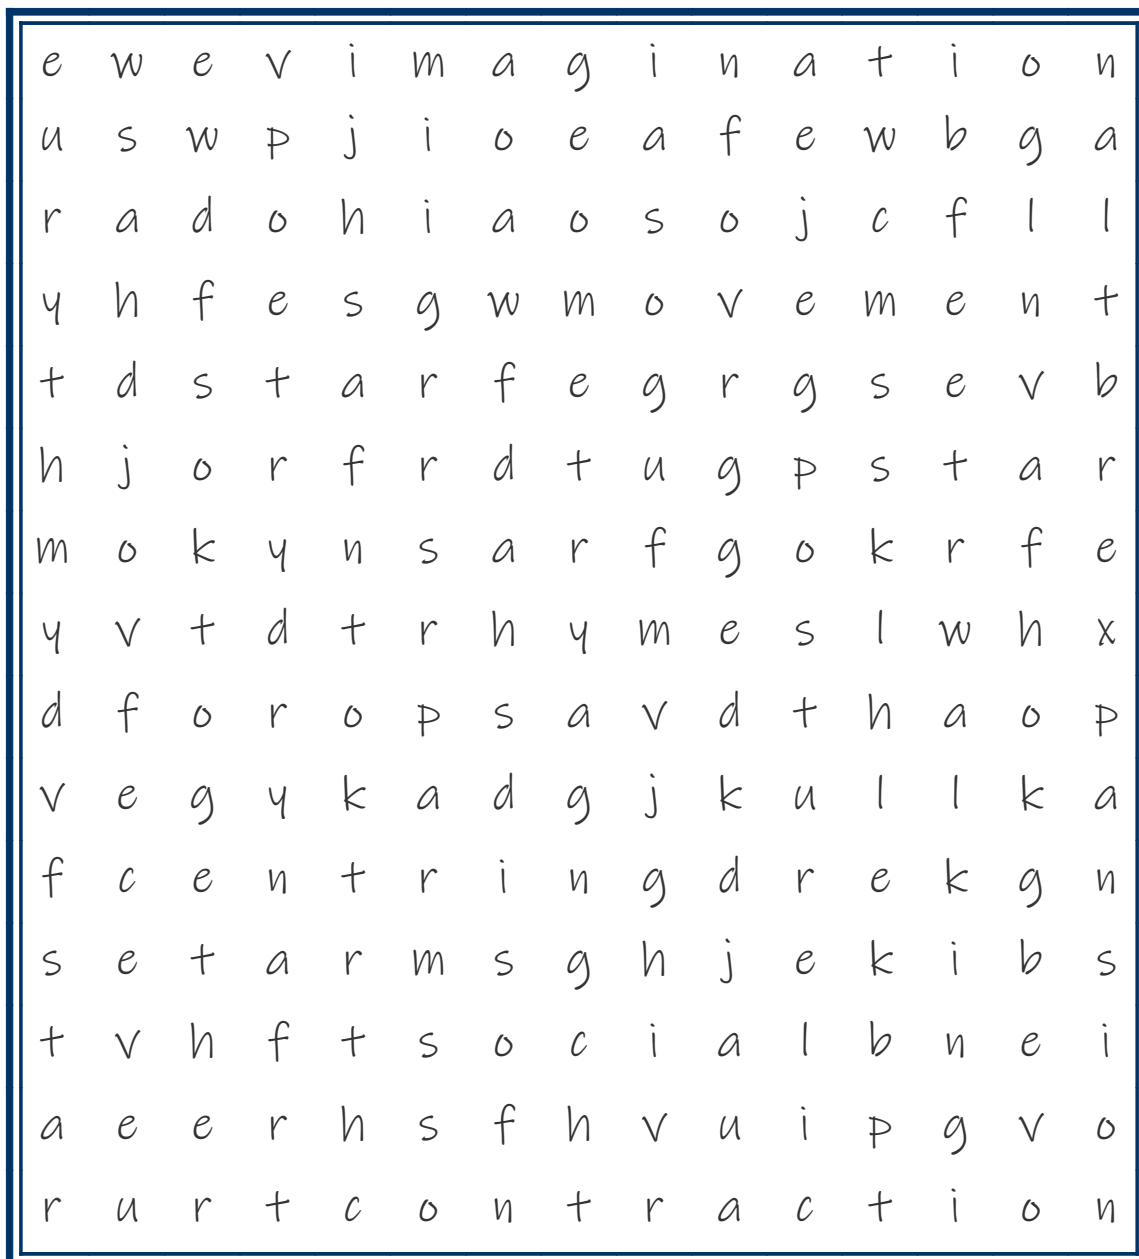 e w e v i m a g i n a t i o n
u s w p j i o e a f e w b g a
r a d o h i a o s o j c f l l
y h f e s g w m o v e m e n t
t d s t a r f e g r g s e v b
h j o r f r d t u g p s t a r
m o k y n s a r f g o k r f e
y v t d t r h y m e s l w h x
d f o r o p s a v d t h a o p
v e g y k a d g j k u l l k a
f c e n t r i n g d r e k g n
s e t a r m s g h j e k i b s
t v h f t s o c i a l b n e i
a e e r h s f h v u i p g v o
r u r t c o n t r a c t i o n